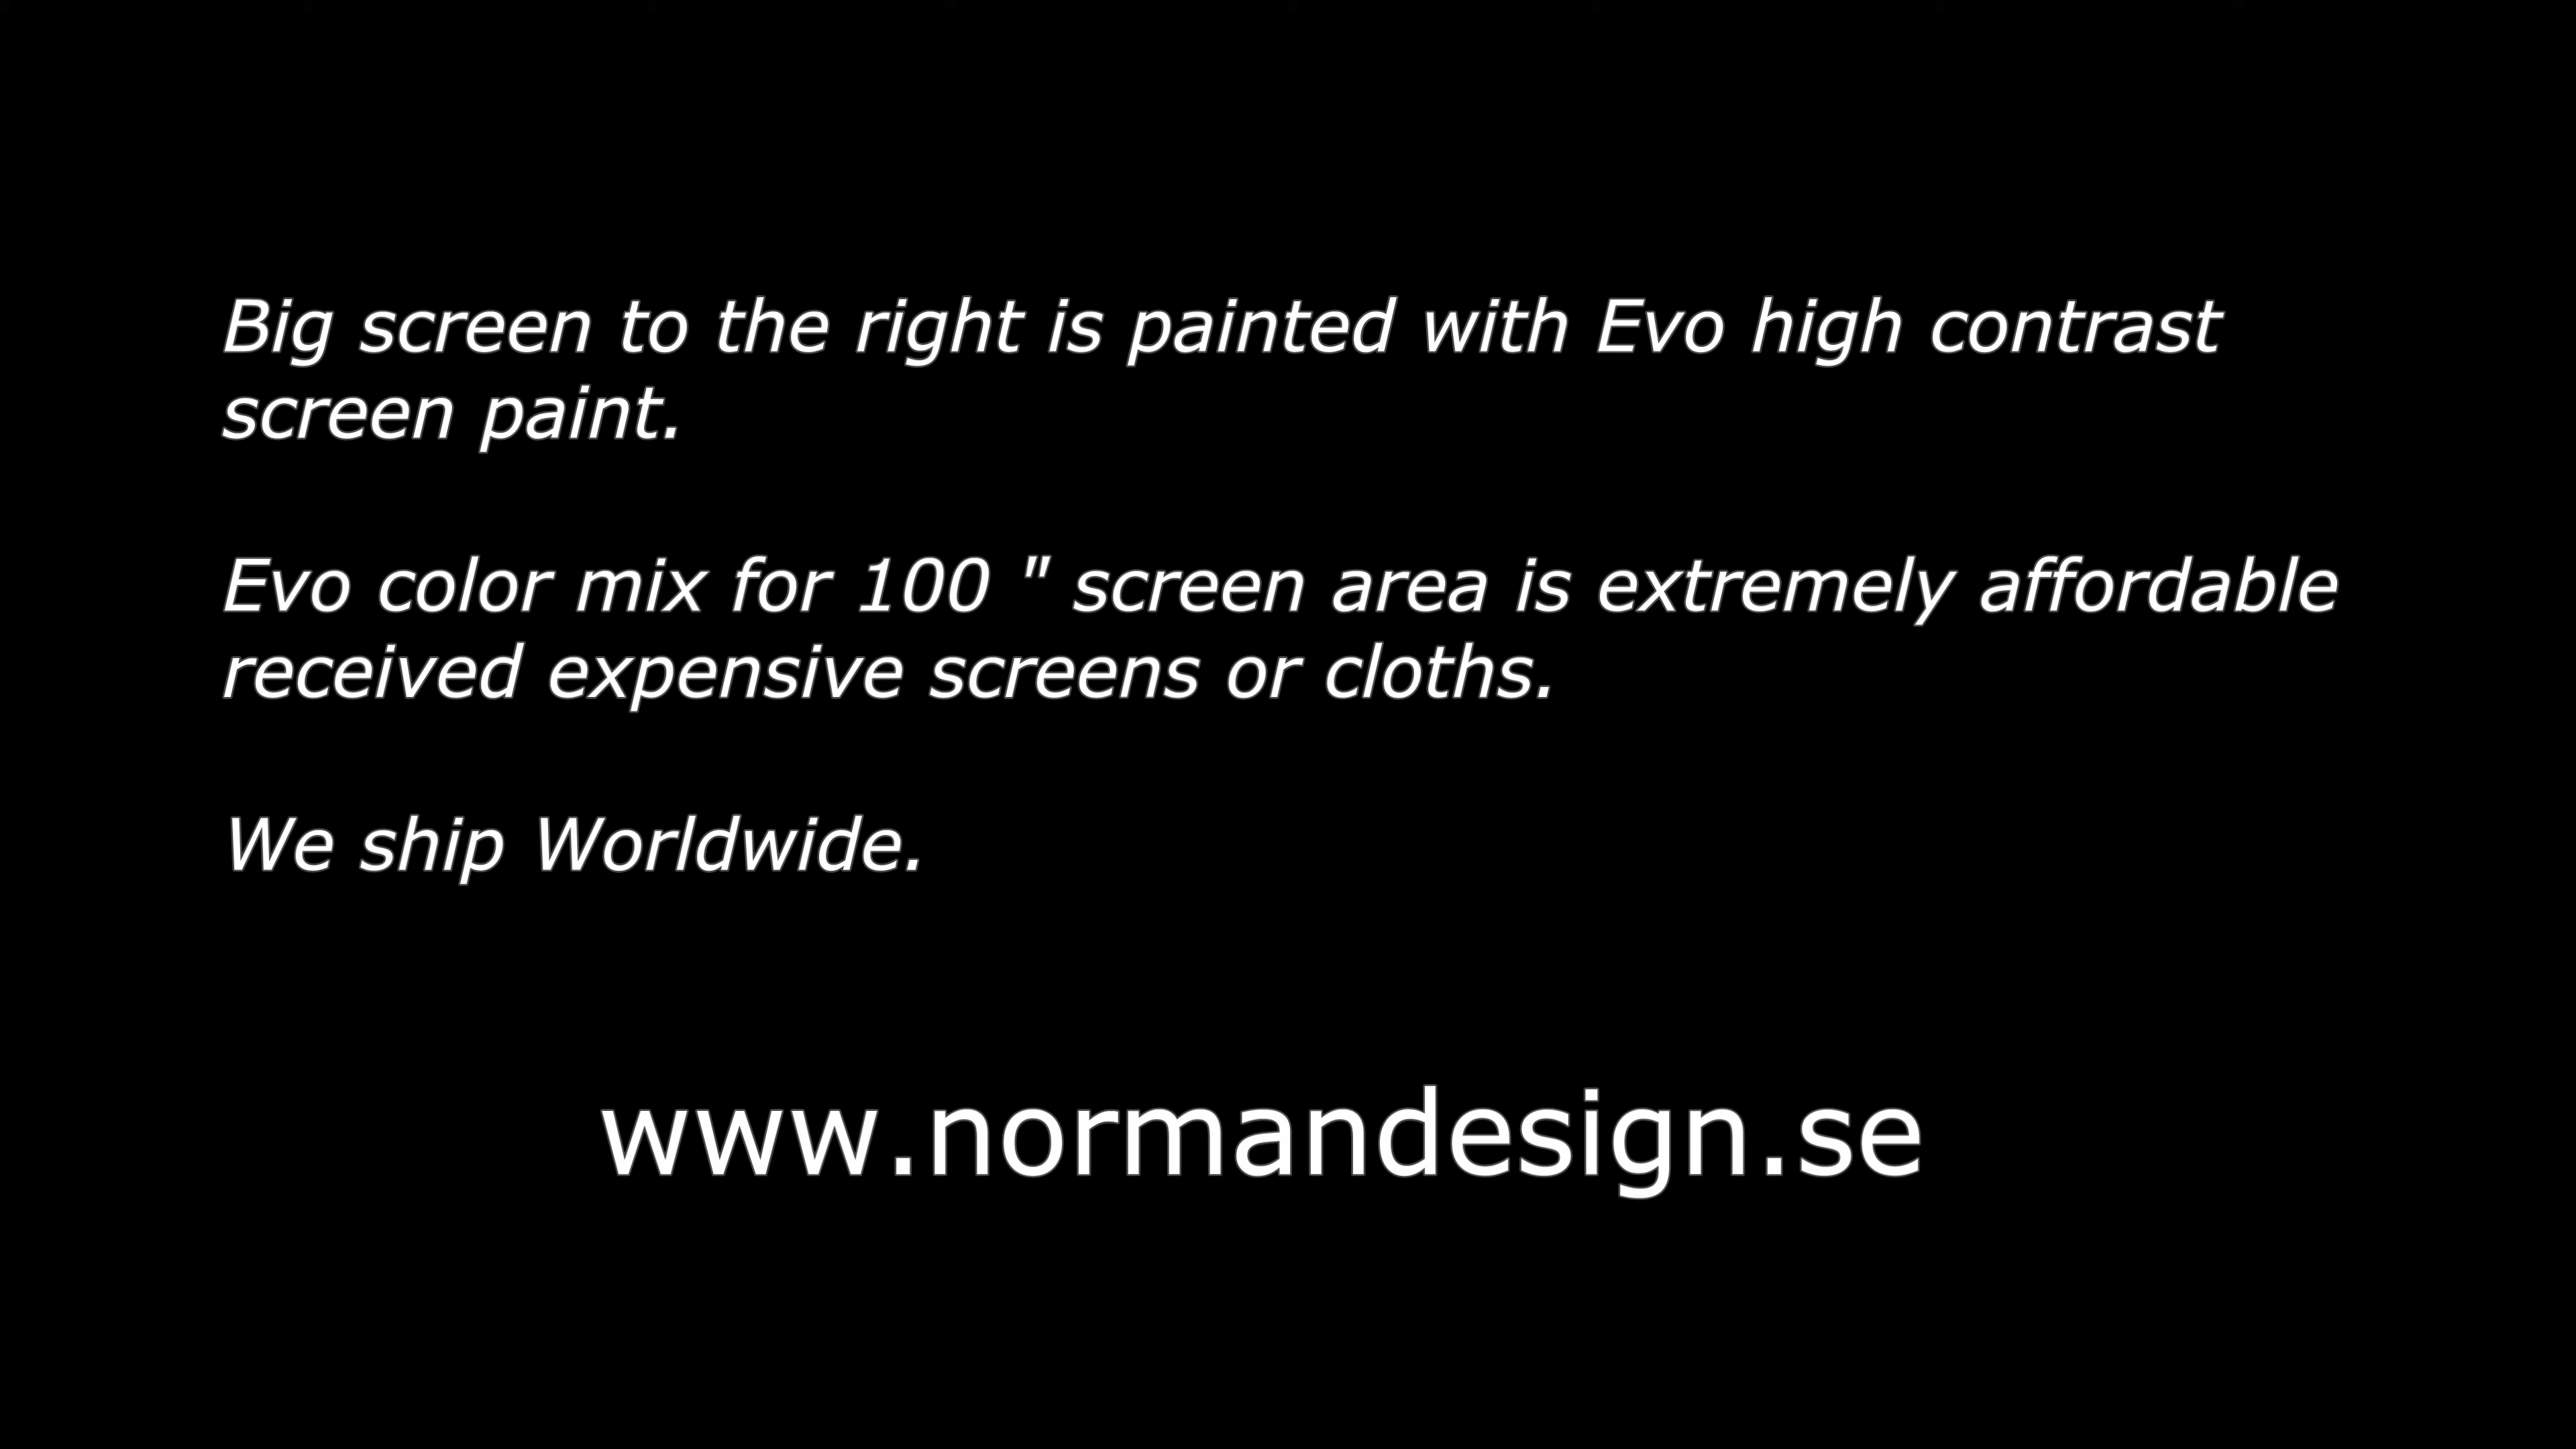 Big screen to the right is painted with Evo high contrast
screen paint.
Evo color mix for 100 " screen area is extremely affordable
received expensive screens or cloths.
We ship Worldwide.
www.normandesign.se